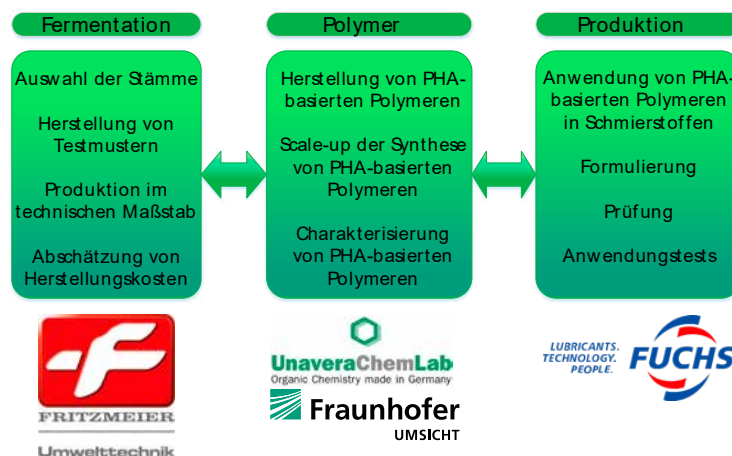 Fermentation
Auswahl der Stämme
Herstellung von
Testmustern
Produktion im
technischen Maßstab
Abschätzung von
Herstellungskosten
Polymer
Herstellung von PHA-
basierten Polymeren
Scale-up der Synthese
von PHA-basierten
Polymeren
Charakterisierung
von PHA-basierten
Polymeren
Produktion
Anwendung von PHA-
basierten Polymeren
in Schmierstoffen
Formulierung
Prüfung
Anwendungstests
FRITZMEIER
Umwelttechnik
UnaveraChemLab
Organic Chemistry made in Germany
Fraunhofer
UMSICHT
LUBRICANTS.
TECHNOLOGY.
PEOPLE.
FUCHS